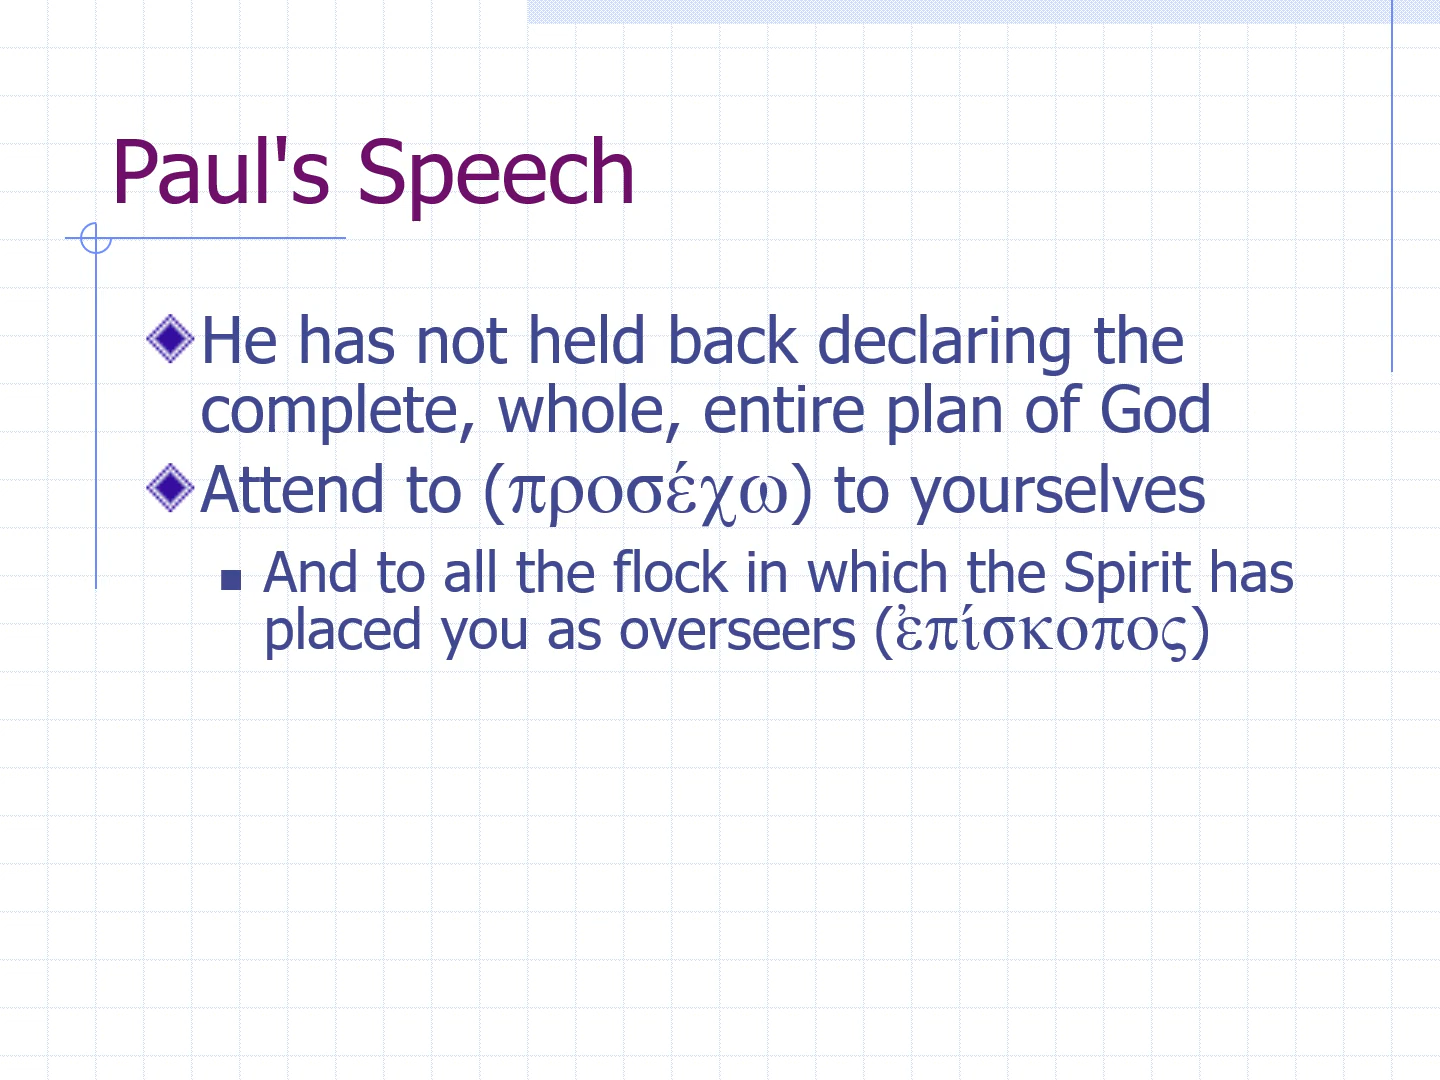 Paul's Speech
He has not held back declaring the
complete, whole, entire plan of God
Attend to (προσέχω) to yourselves
And to all the flock in which the Spirit has
placed you as overseers (ἐπίσκοπος)